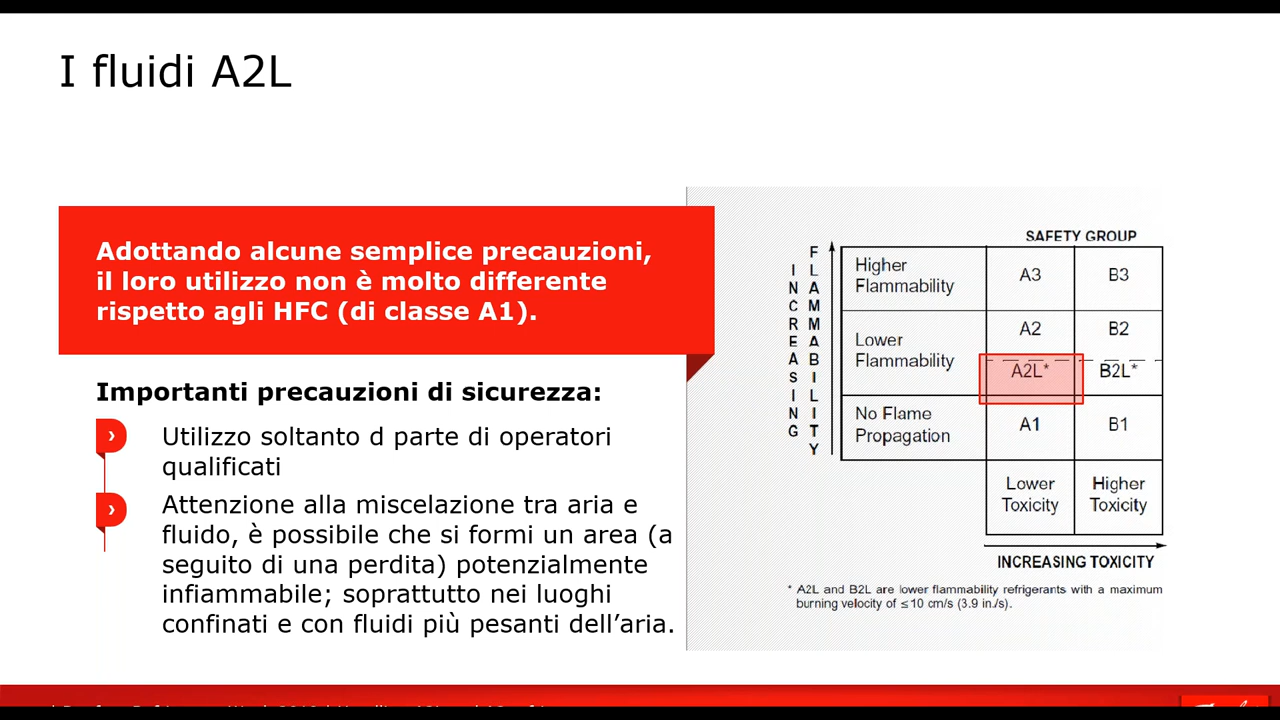 I fluidi A2L
Adottando alcune semplice precauzioni,
il loro utilizzo non è molto differente
rispetto agli HFC (di classe A1).
Importanti precauzioni di sicurezza:
Utilizzo soltanto d parte di operatori
qualificati
Attenzione alla miscelazione tra aria e
fluido, è possibile che si formi un area (a
seguito di una perdita) potenzialmente
infiammabile; soprattutto nei luoghi
confinati e con fluidi più pesanti dell’aria.
SAFETY GROUP
INCREASING
FLAMMABILITY
Higher
Flammability
A3
B3
Lower
Flammability
A2
B2
A2L*
B2L*
No Flame
Propagation
A1
B1
Lower
Toxicity
Higher
Toxicity
INCREASING TOXICITY
* A2L and B2L are lower flammability refrigerants with a maximum
burning velocity of ≤10 cm/s (3.9 in./s).